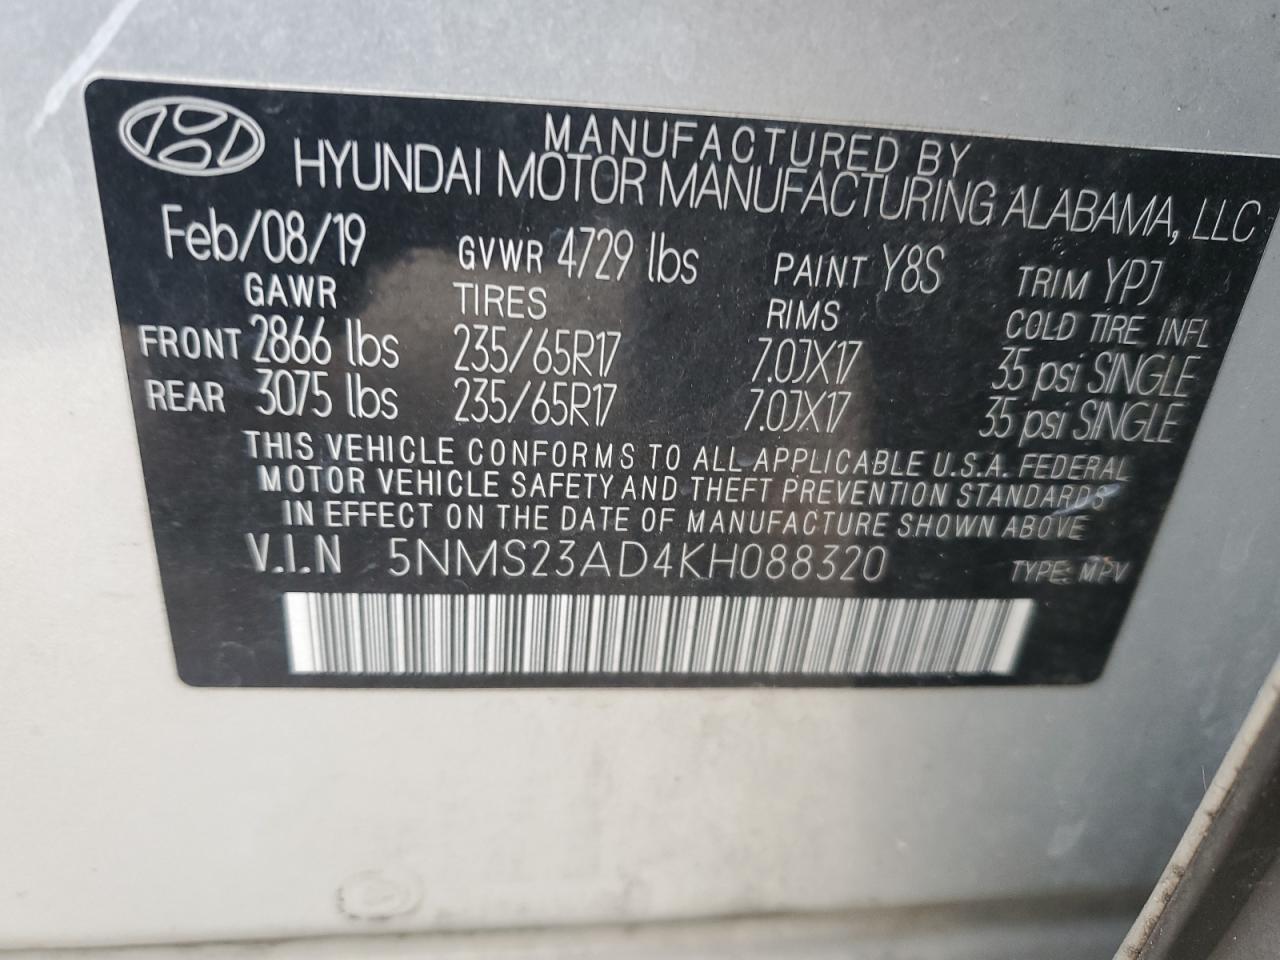 MANUFACTURED BY
HYUNDAI MOTOR MANUFACTURING ALABAMA, LLC
Feb/08/19 GVWR 4729 lbs PAINT Y8S TRIM YPJ
GAWR TIRES RIMS COLD TIRE INFL
FRONT 2866 lbs 235/65R17 7.0JX17 35 psi SINGLE
REAR 3075 lbs 235/65R17 7.0JX17 35 psi SINGLE
THIS VEHICLE CONFORMS TO ALL APPLICABLE U.S.A. FEDERAL
MOTOR VEHICLE SAFETY AND THEFT PREVENTION STANDARDS
IN EFFECT ON THE DATE OF MANUFACTURE SHOWN ABOVE
V.I.N 5NMS23AD4KH088320 TYPE: MPV